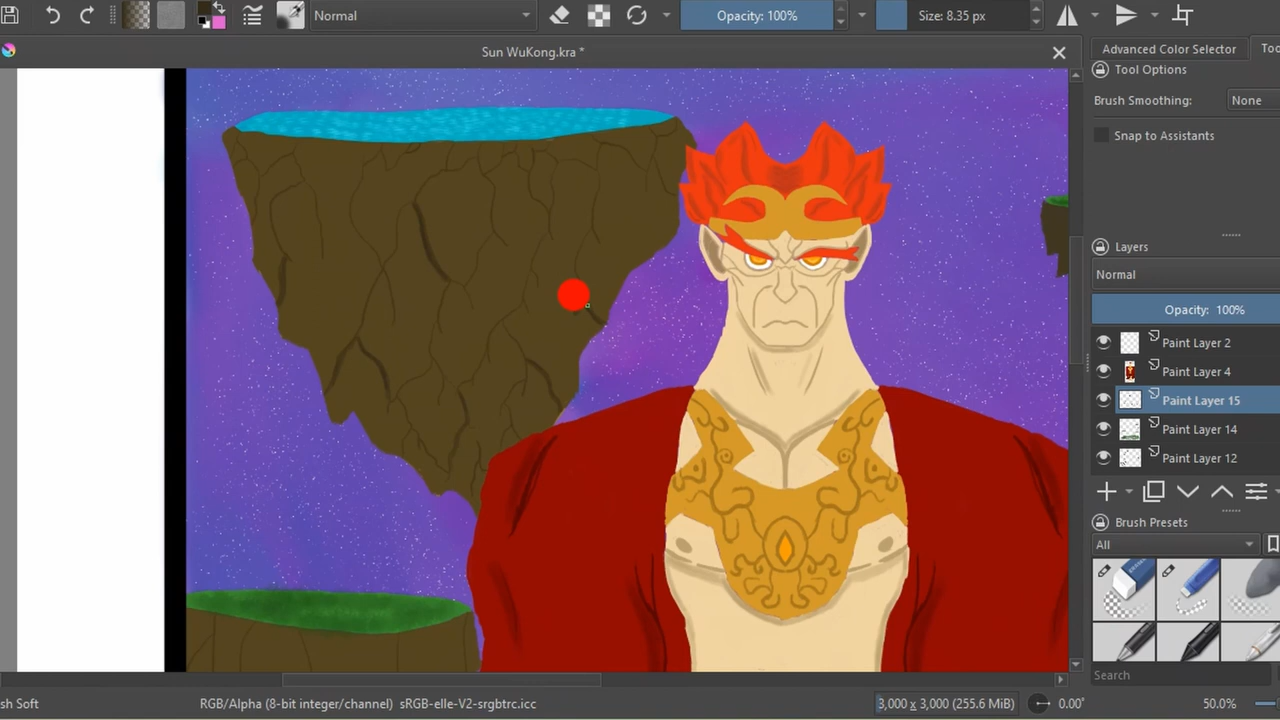 Normal
Opacity: 100%
Size: 8.35 px
Sun WuKong.kra *
Advanced Color Selector
Tool Options
Brush Smoothing:
None
Snap to Assistants
Layers
Normal
Opacity: 100%
Paint Layer 2
Paint Layer 4
Paint Layer 15
Paint Layer 14
Paint Layer 12
Brush Presets
All
Search
sh Soft
RGB/Alpha (8-bit integer/channel) sRGB-elle-V2-srgbtrc.icc
3,000 x 3,000 (255.6 MiB)
0.00°
50.0%